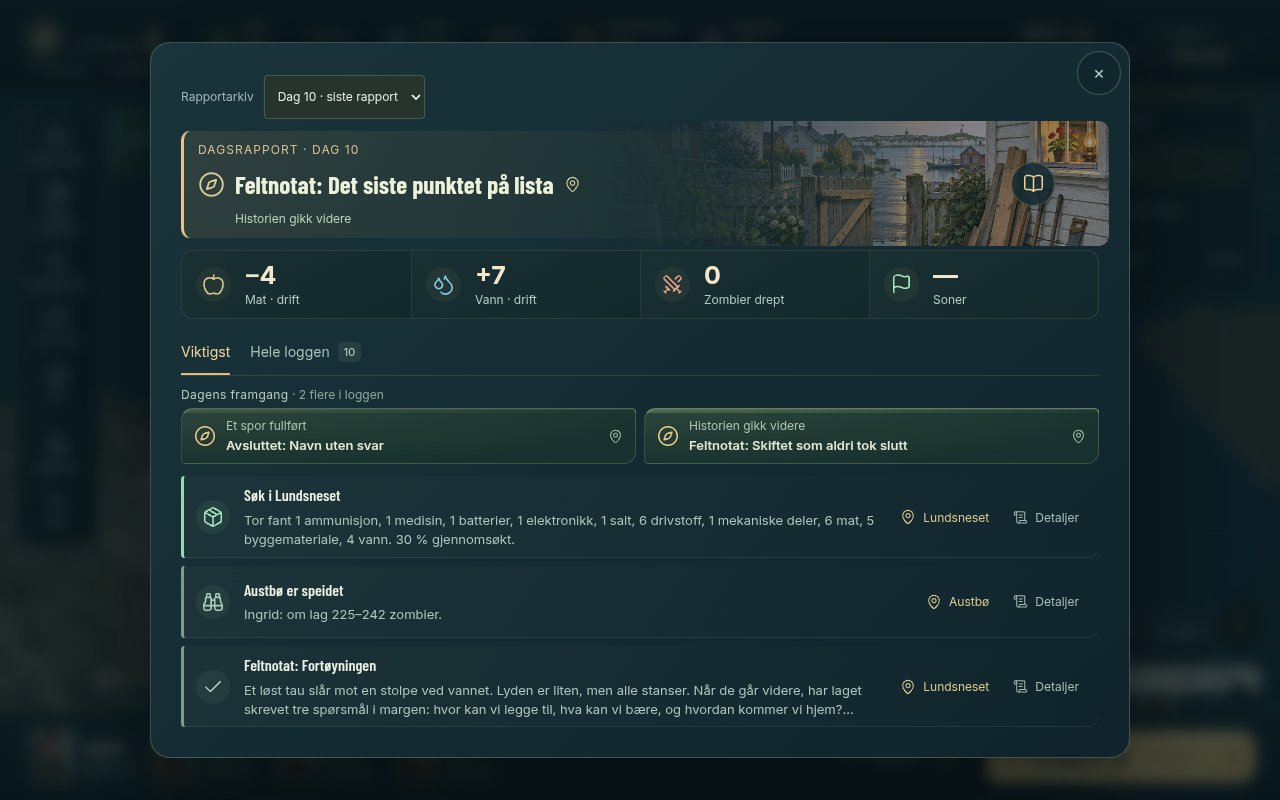 Rapportarkiv
Dag 10 · siste rapport
DAGSRAPPORT · DAG 10
Feltnotat: Det siste punktet på lista
Historien gikk videre
−4
Mat · drift
+7
Vann · drift
0
Zombier drept
—
Soner
Viktigst
Hele loggen 10
Dagens framgang · 2 flere i loggen
Et spor fullført
Avsluttet: Navn uten svar
Historien gikk videre
Feltnotat: Skiftet som aldri tok slutt
Søk i Lundsneset
Tor fant 1 ammunisjon, 1 medisin, 1 batterier, 1 elektronikk, 1 salt, 6 drivstoff, 1 mekaniske deler, 6 mat, 5
byggemateriale, 4 vann. 30 % gjennomsøkt.
Lundsneset
Detaljer
Austbø er speidet
Ingrid: om lag 225–242 zombier.
Austbø
Detaljer
Feltnotat: Fortøyningen
Et løst tau slår mot en stolpe ved vannet. Lyden er liten, men alle stanser. Når de går videre, har laget
skrevet tre spørsmål i margen: hvor kan vi legge til, hva kan vi bære, og hvordan kommer vi hjem?...
Lundsneset
Detaljer